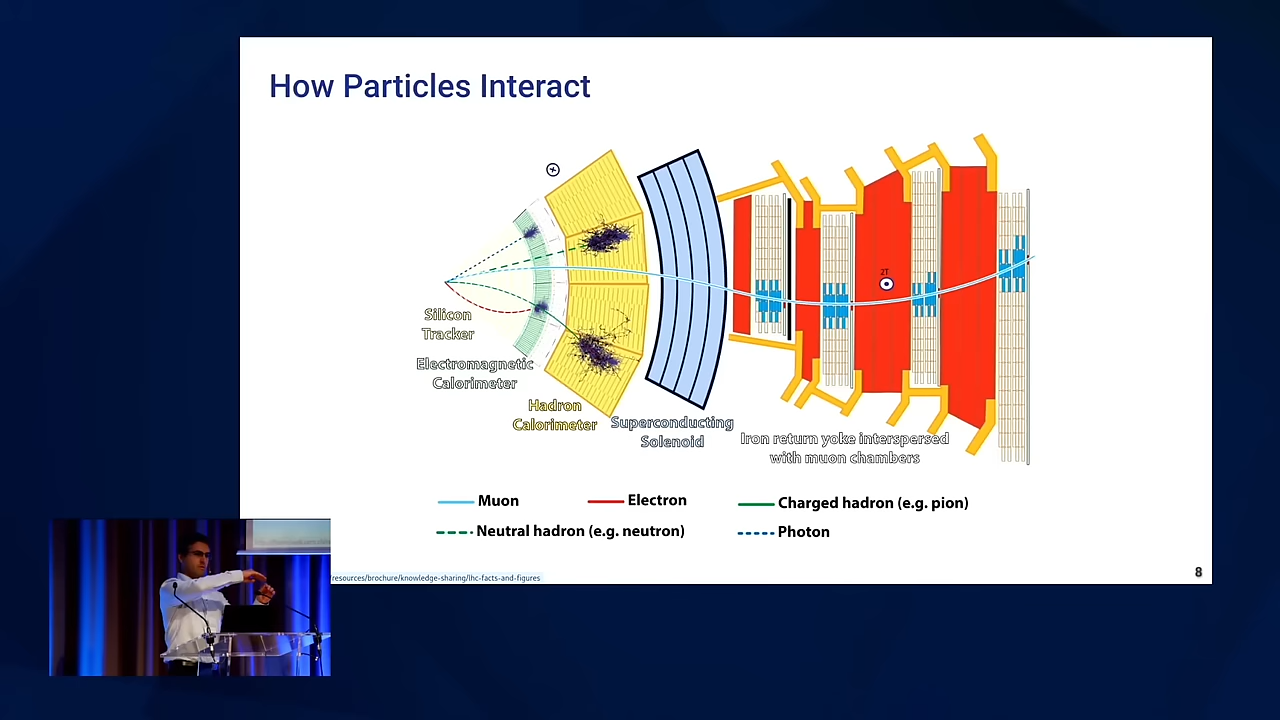 How Particles Interact
2T
Silicon
Tracker
Electromagnetic
Calorimeter
Hadron
Calorimeter
Superconducting
Solenoid
Iron return yoke interspersed
with muon chambers
Muon
Electron
Charged hadron (e.g. pion)
Neutral hadron (e.g. neutron)
Photon
resources/brochure/knowledge-sharing/lhc-facts-and-figures
8